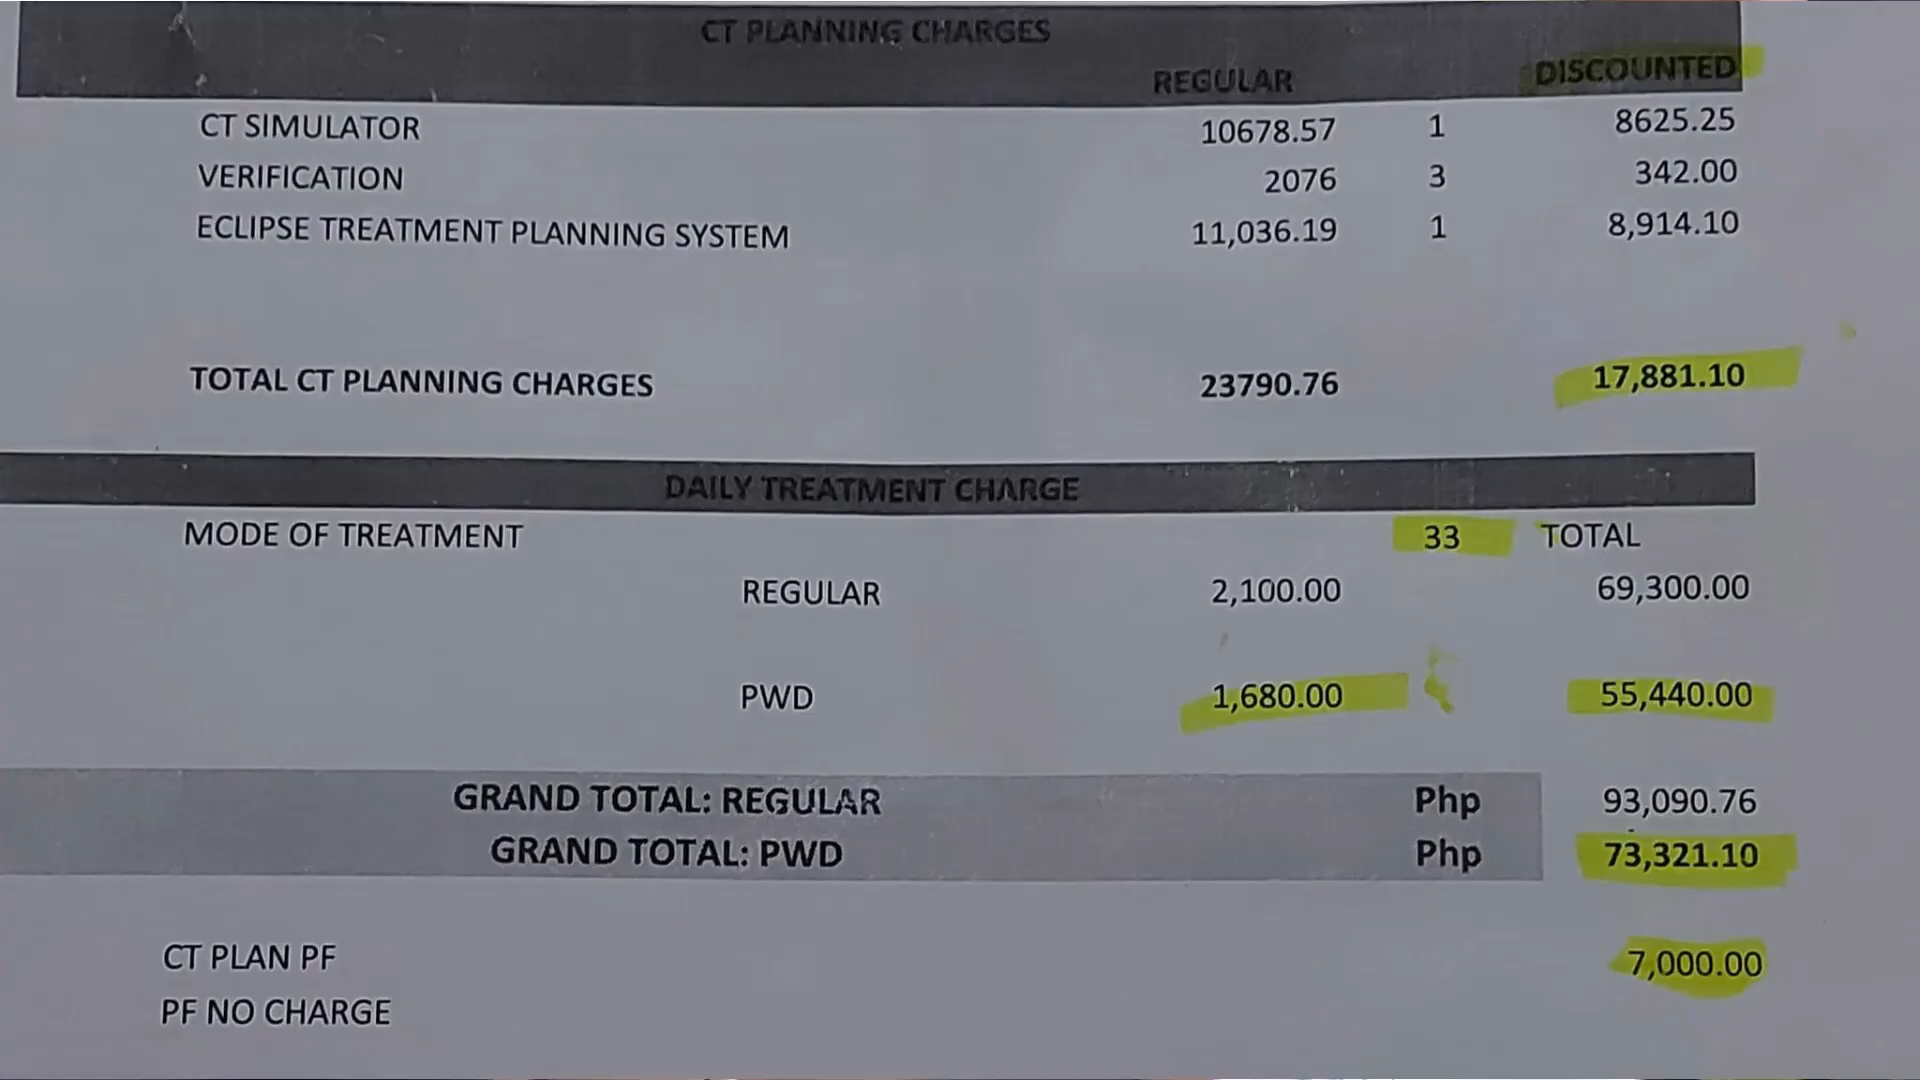 CT PLANNING CHARGES
REGULAR DISCOUNTED
CT SIMULATOR 10678.57 1 8625.25
VERIFICATION 2076 3 342.00
ECLIPSE TREATMENT PLANNING SYSTEM 11,036.19 1 8,914.10
TOTAL CT PLANNING CHARGES 23790.76 17,881.10
DAILY TREATMENT CHARGE
MODE OF TREATMENT 33 TOTAL
REGULAR 2,100.00 69,300.00
PWD 1,680.00 55,440.00
GRAND TOTAL: REGULAR Php 93,090.76
GRAND TOTAL: PWD Php 73,321.10
CT PLAN PF 7,000.00
PF NO CHARGE